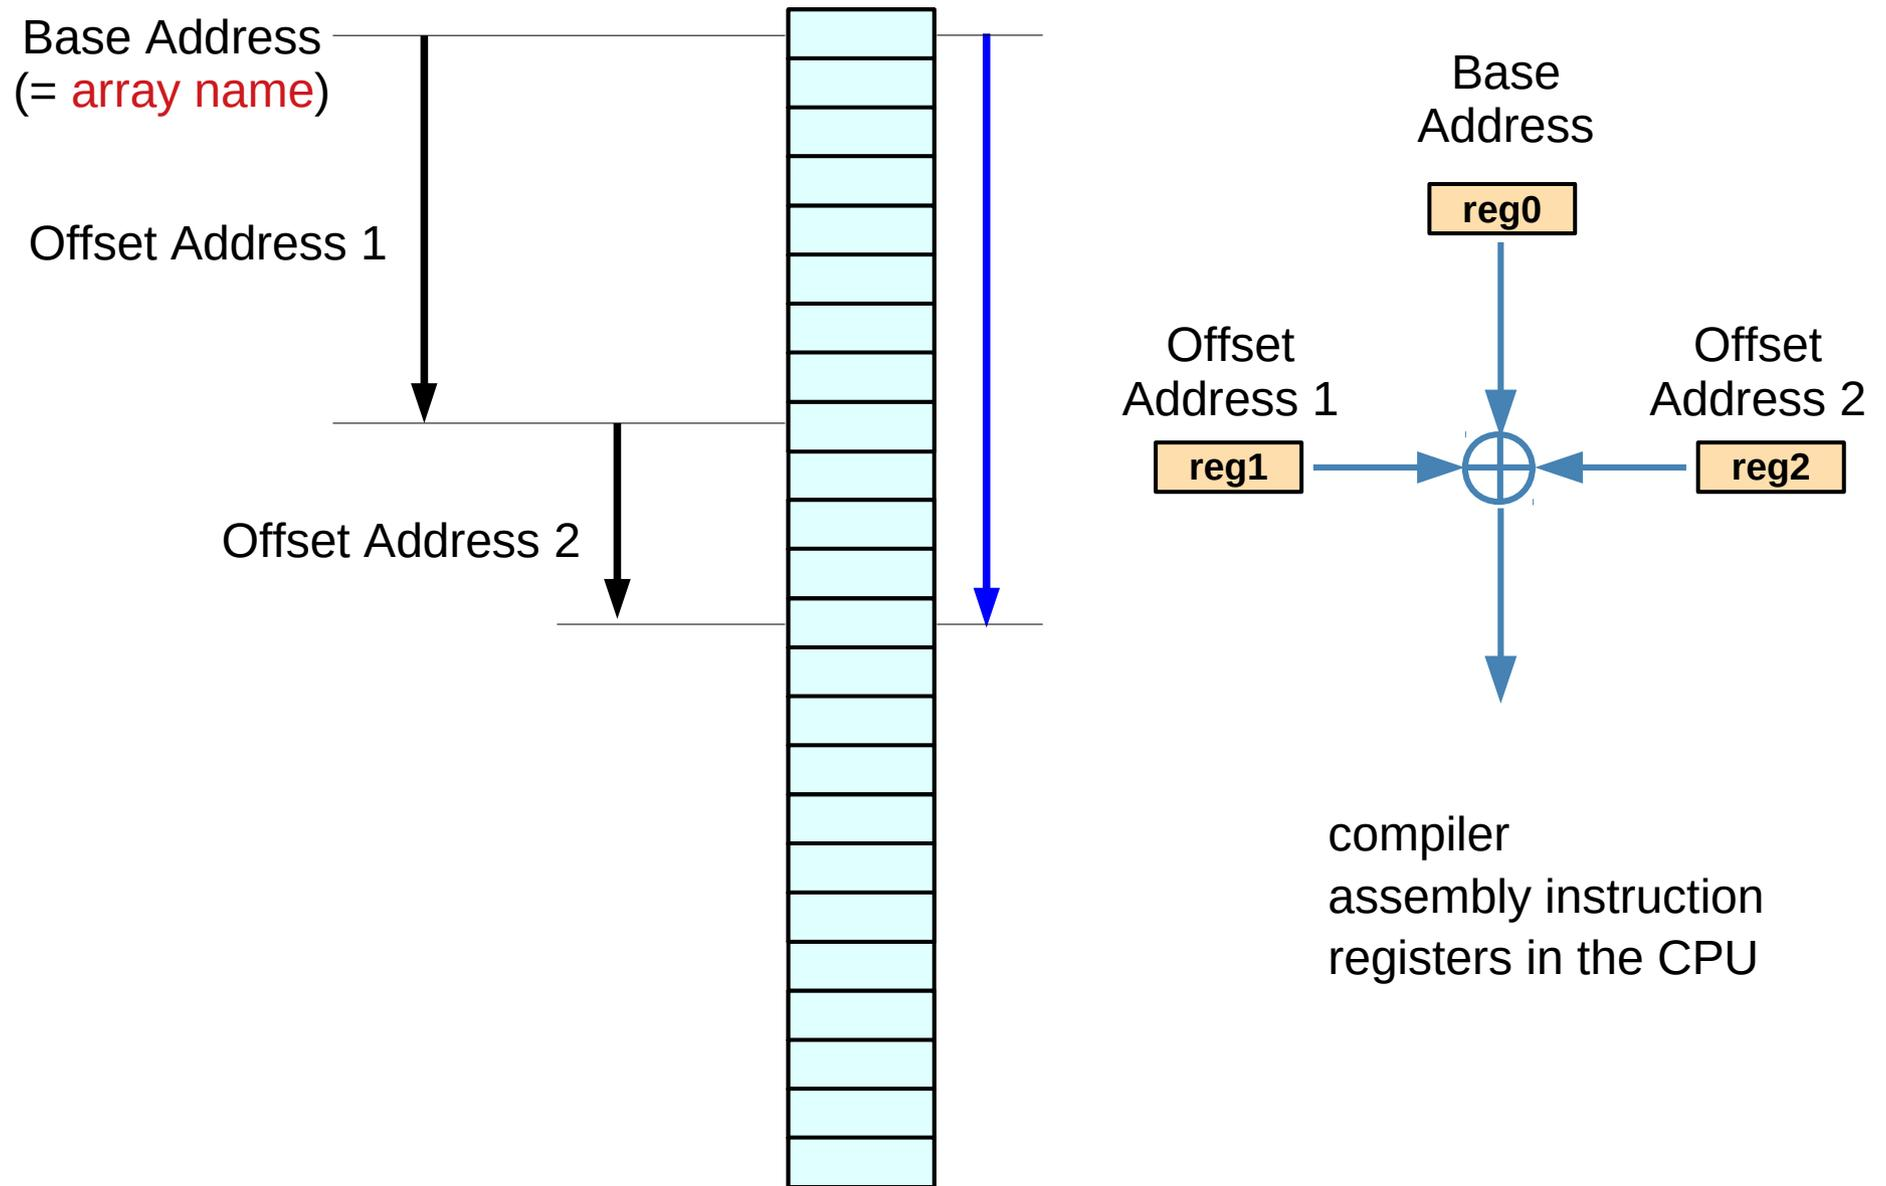 Base Address
(= array name)
Offset Address 1
Offset Address 2
Base
Address
reg0
Offset
Address 1
reg1
Offset
Address 2
reg2
compiler
assembly instruction
registers in the CPU